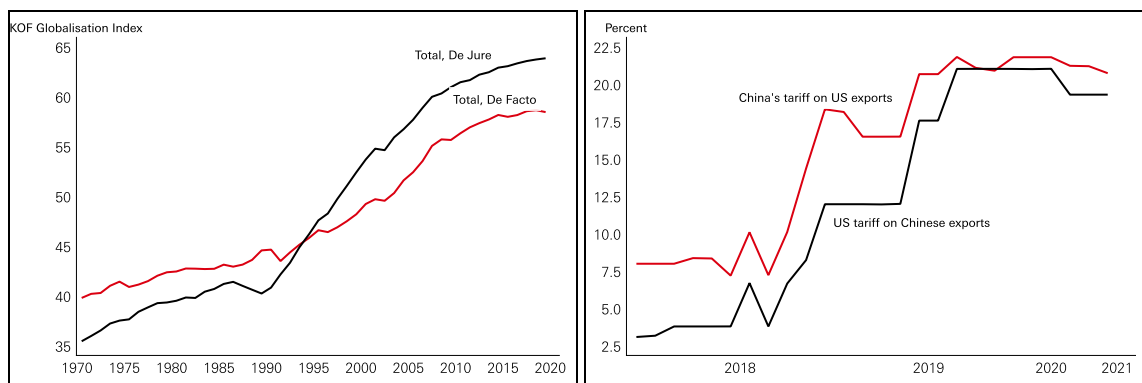 KOF Globalisation Index
65
60
55
50
45
40
35
Total, De Jure
Total, De Facto
1970 1975 1980 1985 1990 1995 2000 2005 2010 2015 2020
Percent
22.5
20.0
17.5
15.0
12.5
10.0
7.5
5.0
2.5
China's tariff on US exports
US tariff on Chinese exports
2018 2019 2020 2021